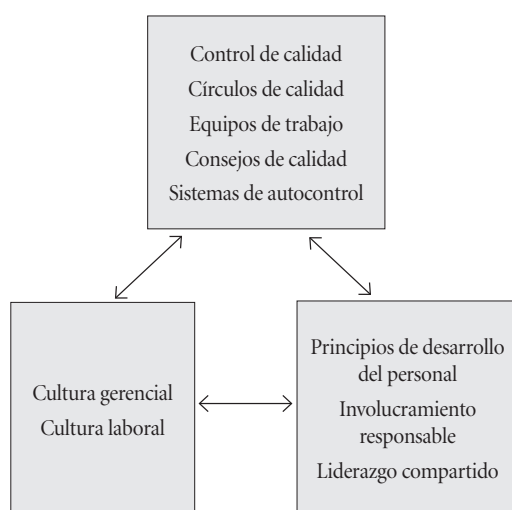 Control de calidad
Círculos de calidad
Equipos de trabajo
Consejos de calidad
Sistemas de autocontrol
Cultura gerencial
Cultura laboral
Principios de desarrollo
del personal
Involucramiento
responsable
Liderazgo compartido